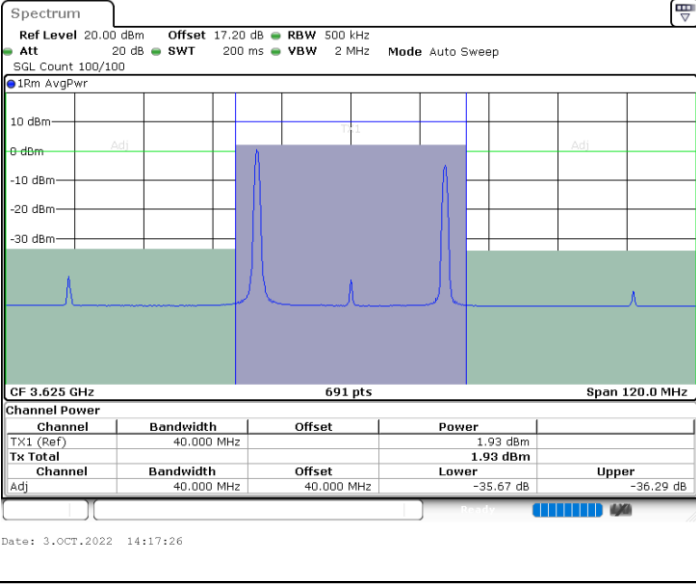 Spectrum
Ref Level 20.00 dBm Offset 17.20 dB RBW 500 kHz
Att 20 dB SWT 200 ms VBW 2 MHz Mode Auto Sweep
SGL Count 100/100
1Rm AvgPwr
10 dBm
Tx1
Adj Adj
0 dBm
-10 dBm
-20 dBm
-30 dBm
CF 3.625 GHz 691 pts Span 120.0 MHz
Channel Power
Channel Bandwidth Offset Power
TX1 (Ref) 40.000 MHz 1.93 dBm
Tx Total 1.93 dBm
Channel Bandwidth Offset Lower Upper
Adj 40.000 MHz 40.000 MHz -35.67 dB -36.29 dB
Ready
Date: 3.OCT.2022 14:17:26